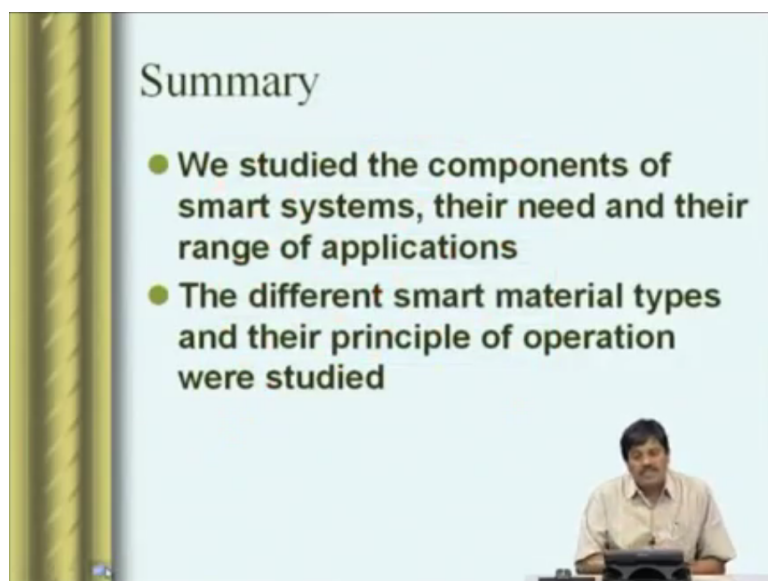 Summary
We studied the components of
smart systems, their need and their
range of applications
The different smart material types
and their principle of operation
were studied